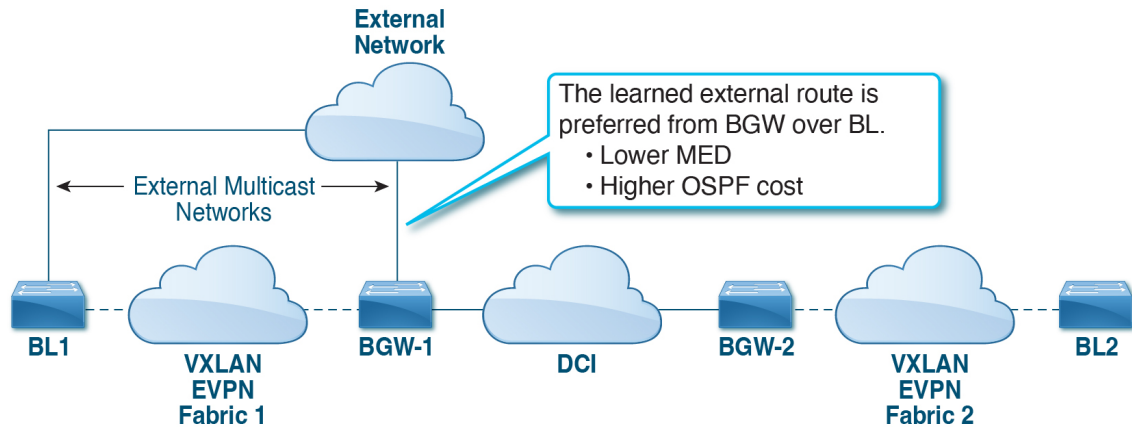 External
Network
The learned external route is
preferred from BGW over BL.
• Lower MED
• Higher OSPF cost
External Multicast
Networks
BL1
VXLAN
EVPN
Fabric 1
BGW-1
DCI
BGW-2
VXLAN
EVPN
Fabric 2
BL2